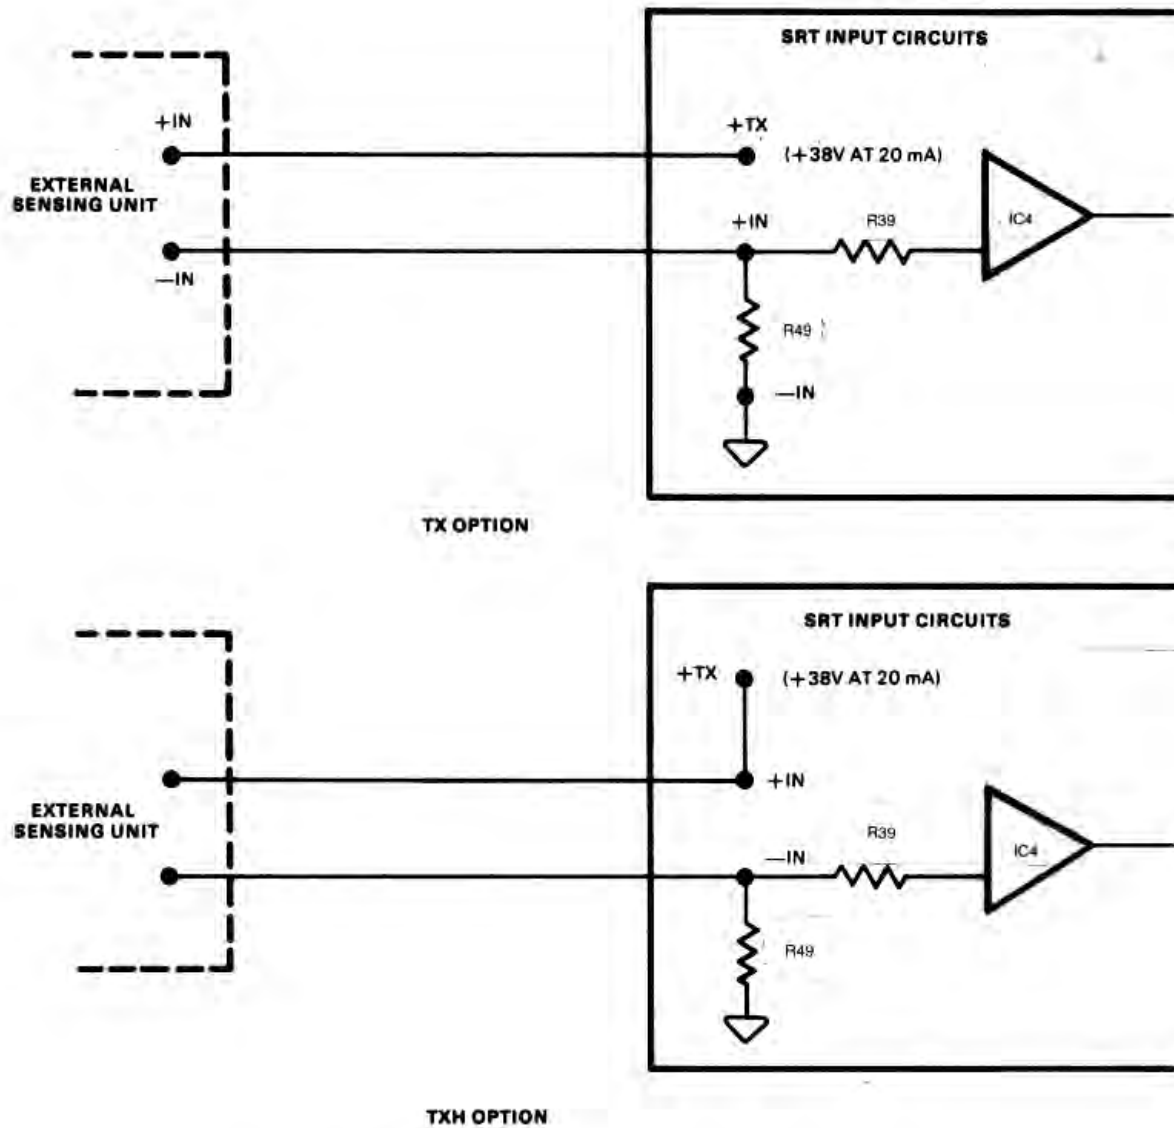 SRT INPUT CIRCUITS
+IN
+TX
(+38V AT 20 mA)
EXTERNAL
SENSING UNIT
+IN
R39
IC4
—IN
R49
—IN
TX OPTION
SRT INPUT CIRCUITS
+TX
(+38V AT 20 mA)
+IN
EXTERNAL
SENSING UNIT
—IN
R39
IC4
R49
TXH OPTION